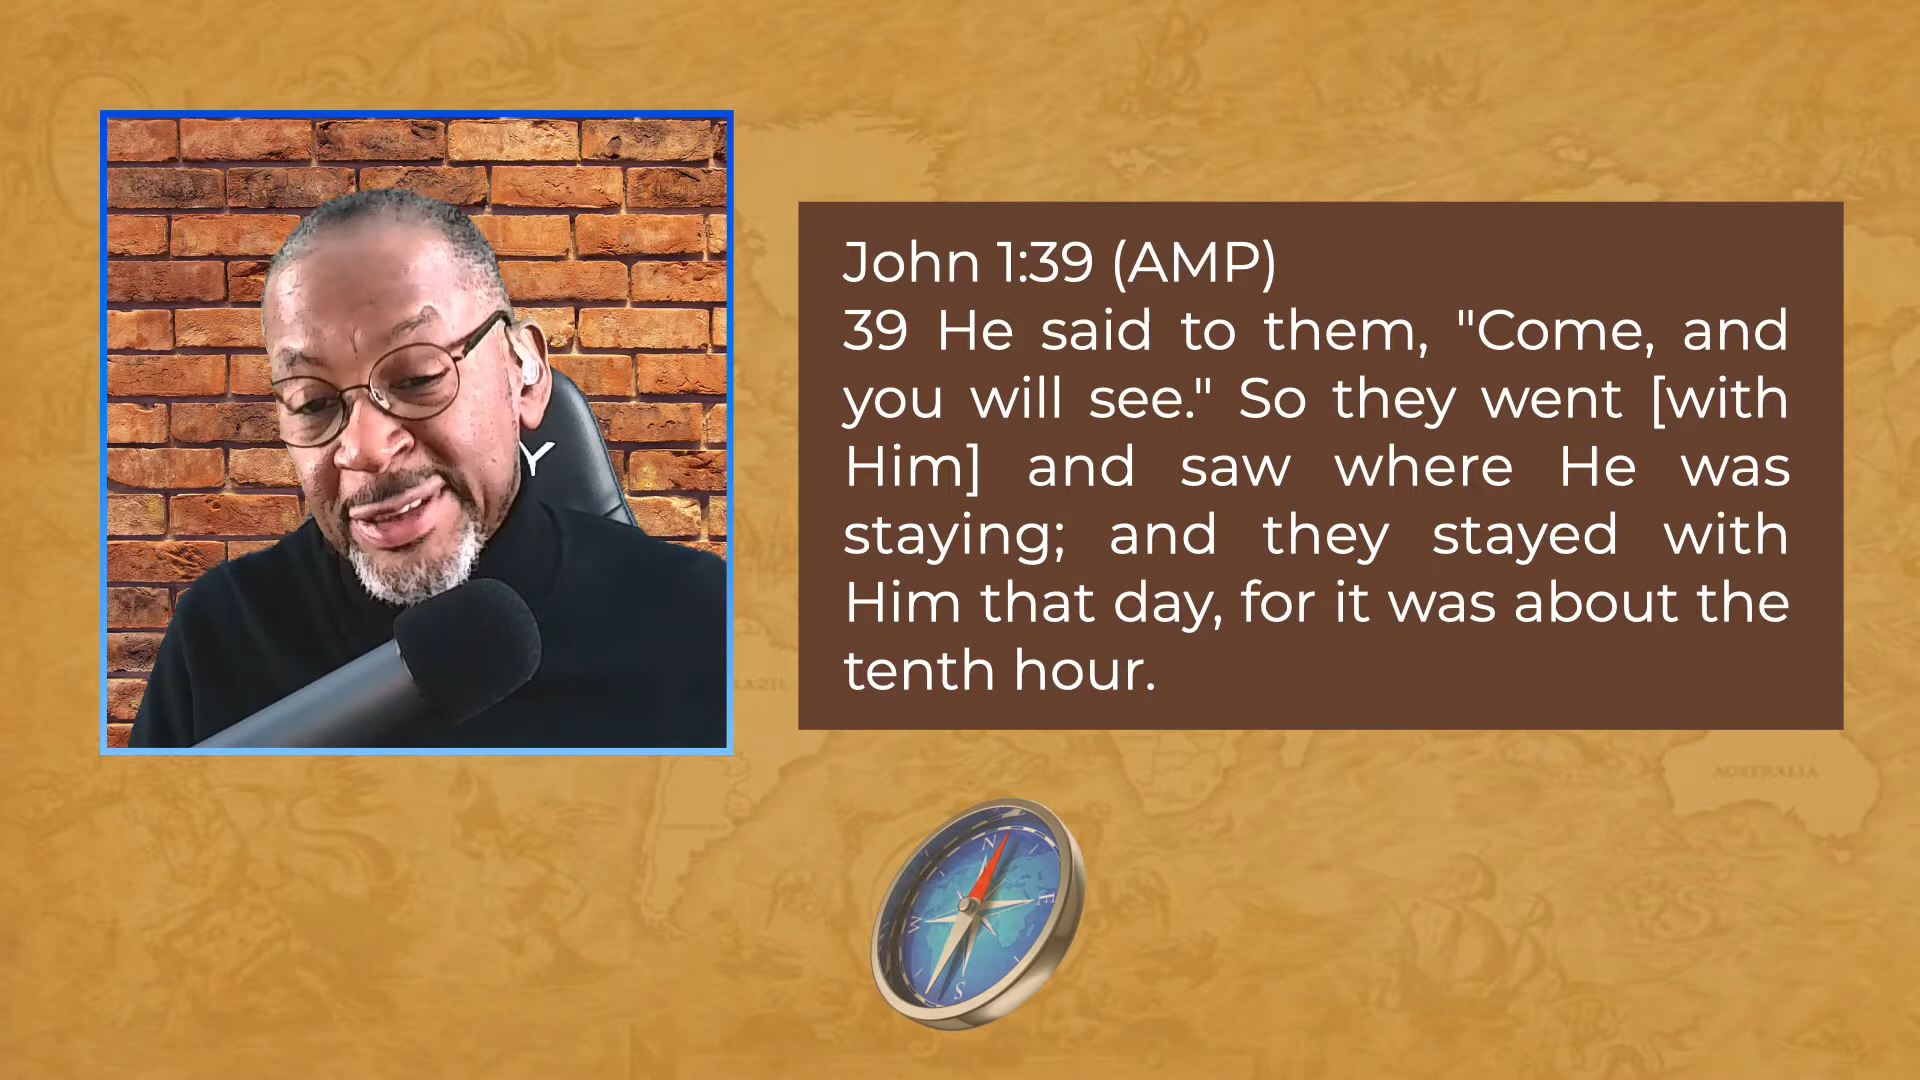 John 1:39 (AMP)
39 He said to them, "Come, and
you will see." So they went [with
Him] and saw where He was
staying; and they stayed with
Him that day, for it was about the
tenth hour.
Y
AUSTRALIA
N
E
W
S